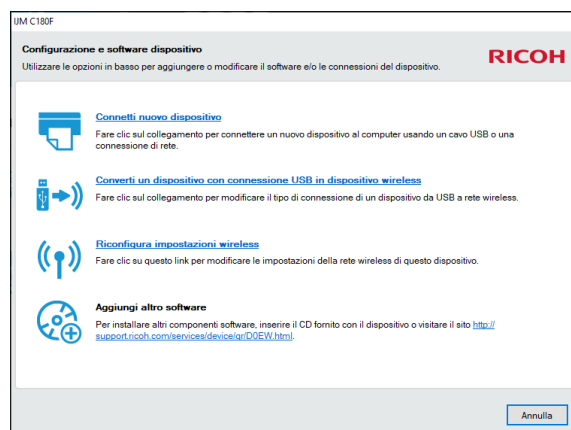 IJM C180F
Configurazione e software dispositivo
Utilizzare le opzioni in basso per aggiungere o modificare il software e/o le connessioni del dispositivo.
RICOH
Connetti nuovo dispositivo
Fare clic sul collegamento per connettere un nuovo dispositivo al computer usando un cavo USB o una
connessione di rete.
Converti un dispositivo con connessione USB in dispositivo wireless
Fare clic sul collegamento per modificare il tipo di connessione di un dispositivo da USB a rete wireless.
Riconfigura impostazioni wireless
Fare clic su questo link per modificare le impostazioni della rete wireless di questo dispositivo.
Aggiungi altro software
Per installare altri componenti software, inserire il CD fornito con il dispositivo o visitare il sito http://
support.ricoh.com/services/device/qr/D0EW.html.
Annulla